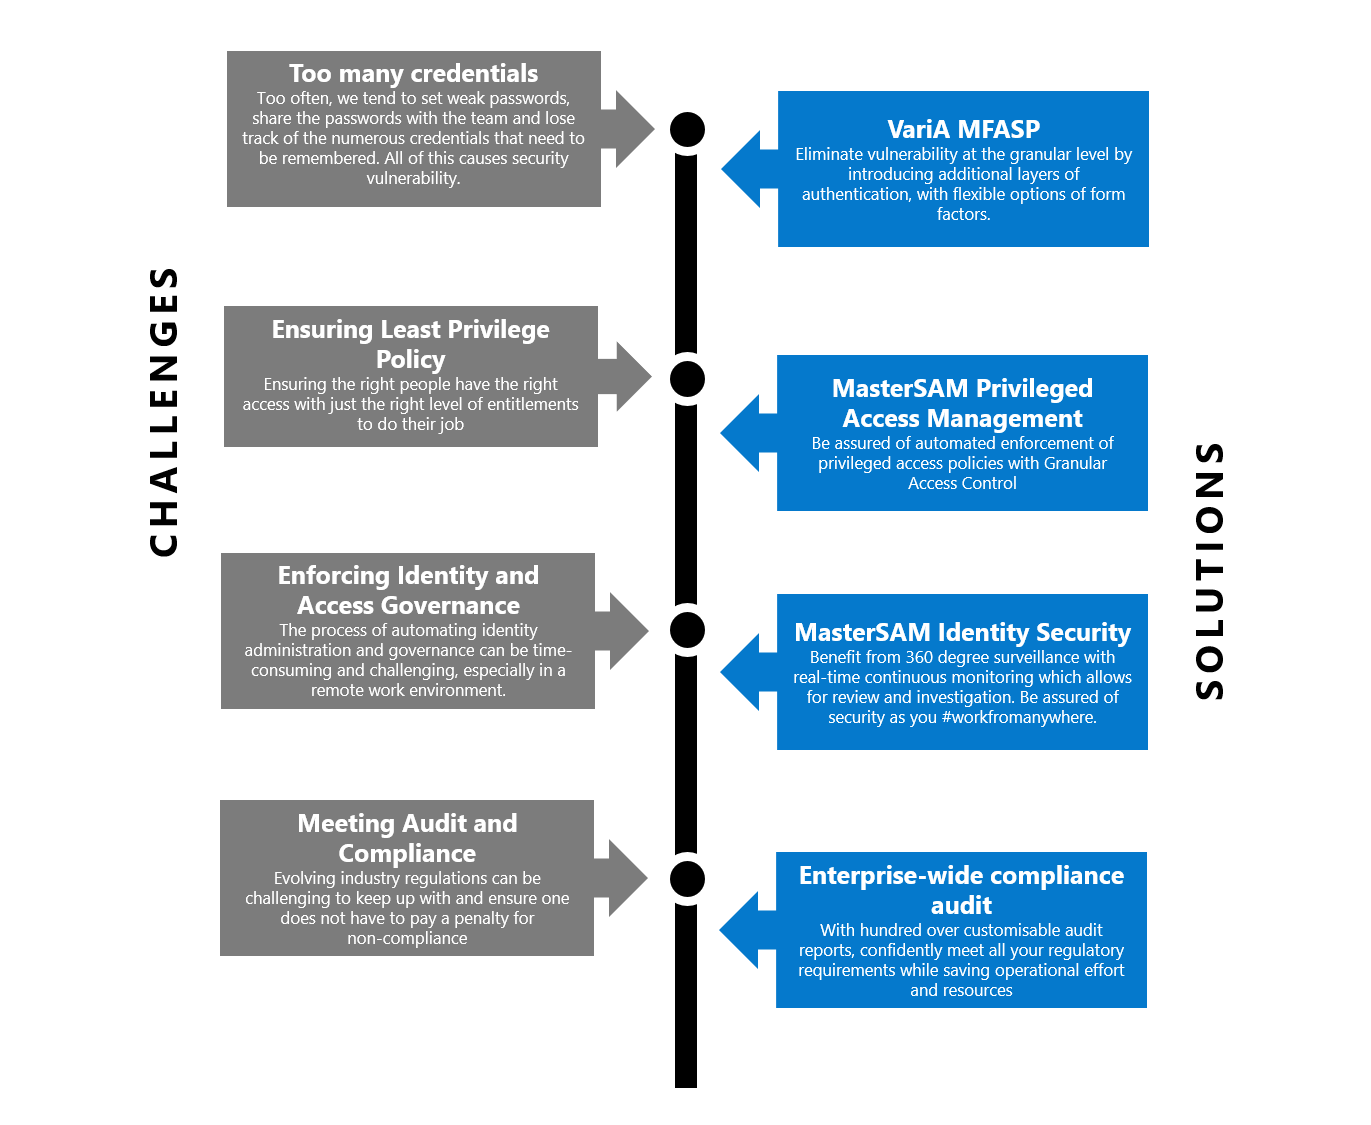 CHALLENGES
Too many credentials
Too often, we tend to set weak passwords,
share the passwords with the team and lose
track of the numerous credentials that need to
be remembered. All of this causes security
vulnerability.
VariA MFASP
Eliminate vulnerability at the granular level by
introducing additional layers of
authentication, with flexible options of form
factors.
Ensuring Least Privilege
Policy
Ensuring the right people have the right
access with just the right level of entitlements
to do their job
MasterSAM Privileged
Access Management
Be assured of automated enforcement of
privileged access policies with Granular
Access Control
Enforcing Identity and
Access Governance
The process of automating identity
administration and governance can be time-
consuming and challenging, especially in a
remote work environment.
MasterSAM Identity Security
Benefit from 360 degree surveillance with
real-time continuous monitoring which allows
for review and investigation. Be assured of
security as you #workfromanywhere.
Meeting Audit and
Compliance
Evolving industry regulations can be
challenging to keep up with and ensure one
does not have to pay a penalty for
non-compliance
Enterprise-wide compliance
audit
With hundred over customisable audit
reports, confidently meet all your regulatory
requirements while saving operational effort
and resources
SOLUTIONS